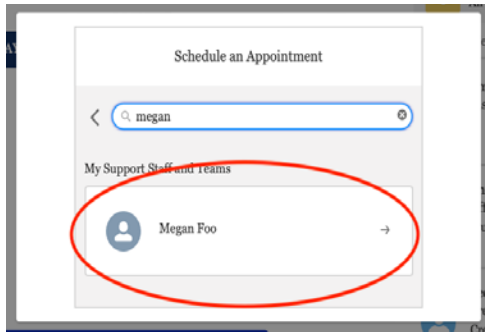 Schedule an Appointment
megan
My Support Staff and Teams
Megan Foo